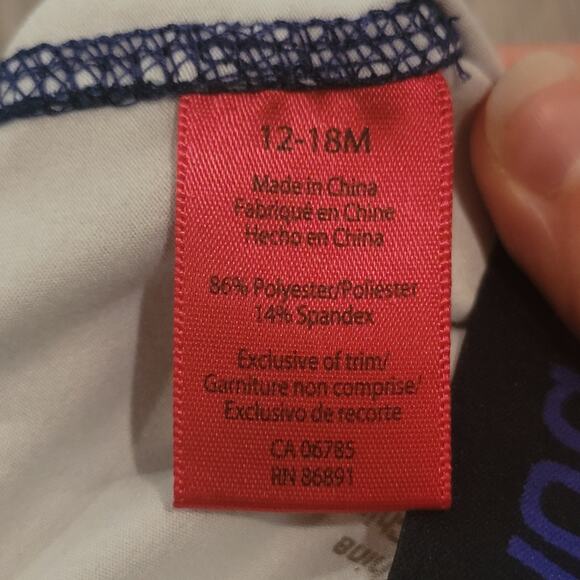 12-18M
Made in China
Fabriqué en Chine
Hecho en China
86% Polyester/Poliester
14% Spandex
Exclusive of trim/
Garniture non comprise/
Exclusivo de recorte
CA 06785
RN 86891